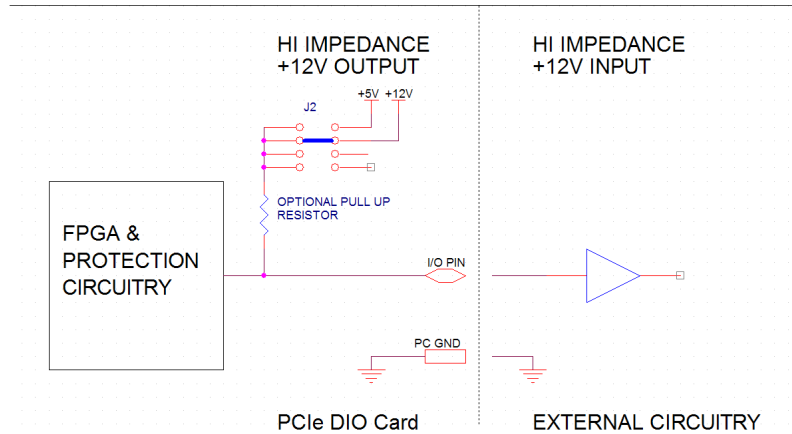 HI IMPEDANCE
+12V OUTPUT
HI IMPEDANCE
+12V INPUT
+5V +12V
J2
OPTIONAL PULL UP
RESISTOR
FPGA &
PROTECTION
CIRCUITRY
I/O PIN
PC GND
PCIe DIO Card
EXTERNAL CIRCUITRY